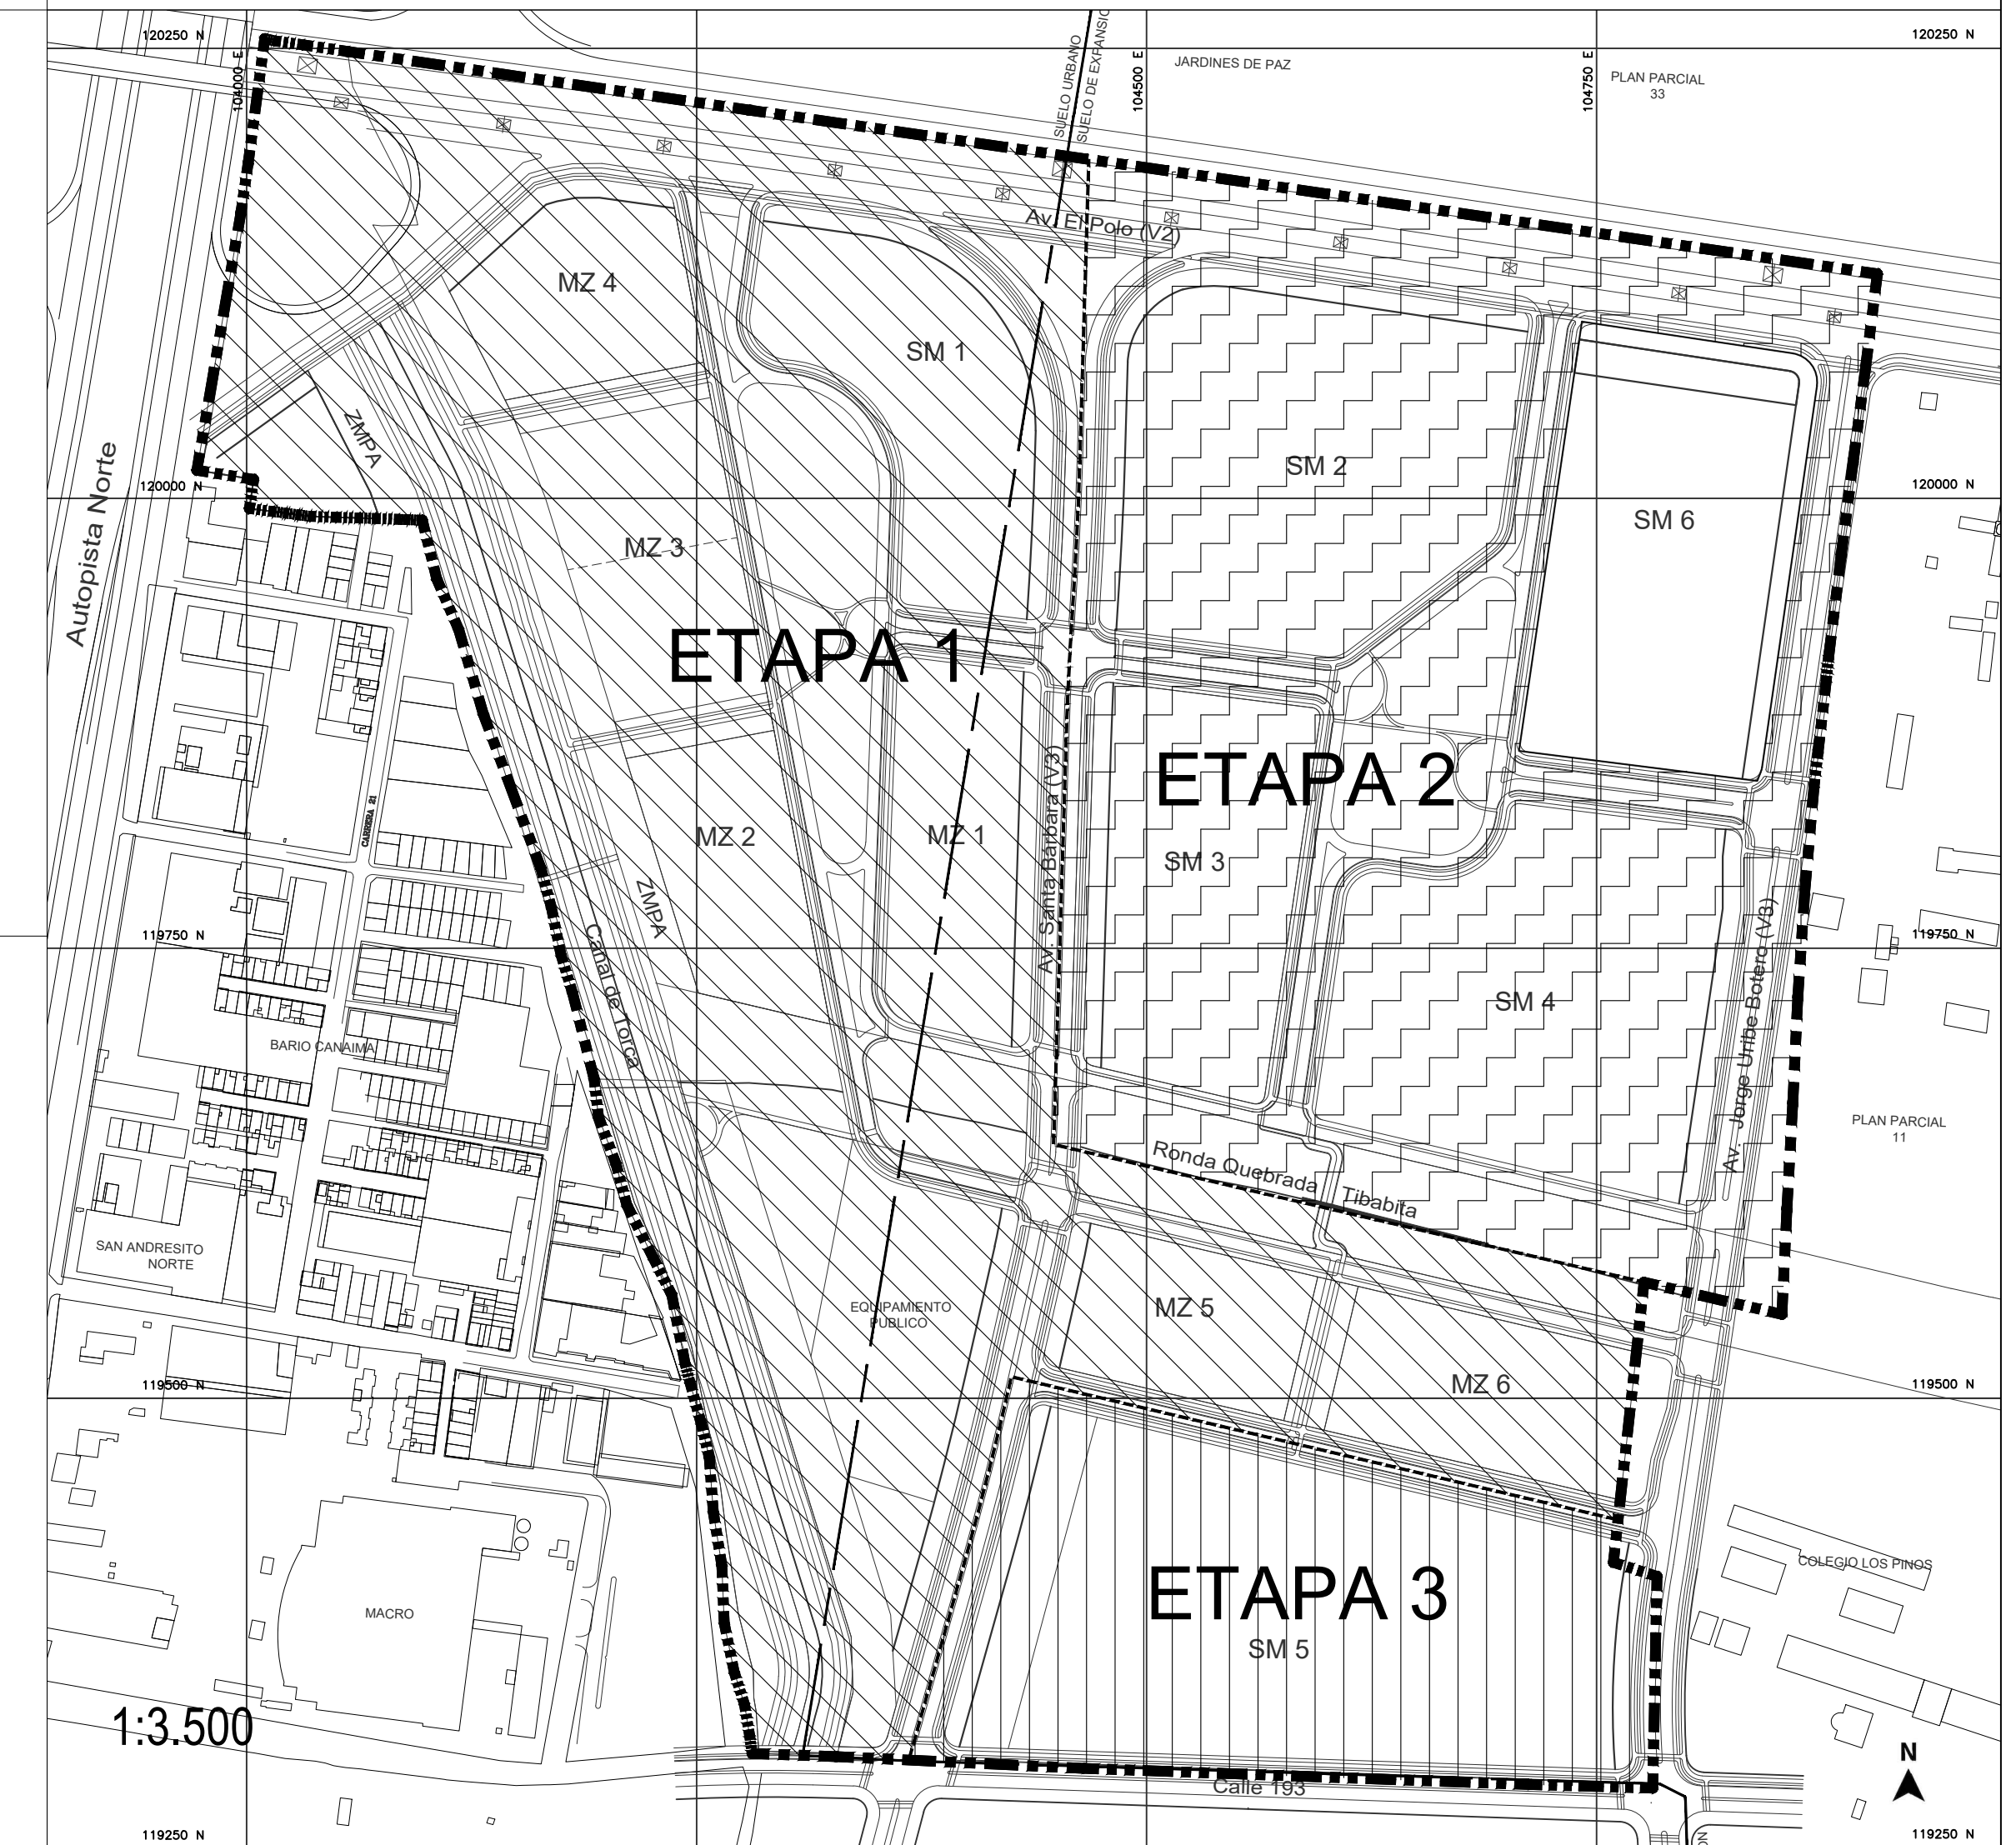 120250 N
120250 N
104000 E
104500 E
104750 E
SUELO URBANO
JARDINES DE PAZ
PLAN PARCIAL
33
Av. El Polo (V2)
MZ 4
SM 1
ZMPA
SM 2
Autopista Norte
120000 N
120000 N
SM 6
MZ 3
ETAPA 1
ETAPA 2
CARRERA 21
MZ 2
MZ 1
Av. Santa Bárbara (V3)
SM 3
ZMPA
Canal de Torca
119750 N
119750 N
SM 4
Av. Jorge Uribe Botero (V3)
BARIO CANAIMA
PLAN PARCIAL
11
Ronda Quebrada Tibabita
SAN ANDRESITO
NORTE
EQUIPAMIENTO
PUBLICO
MZ 5
MZ 6
119500 N
119500 N
COLEGIO LOS PINOS
ETAPA 3
MACRO
SM 5
1:3.500
N
Calle 193
119250 N
119250 N